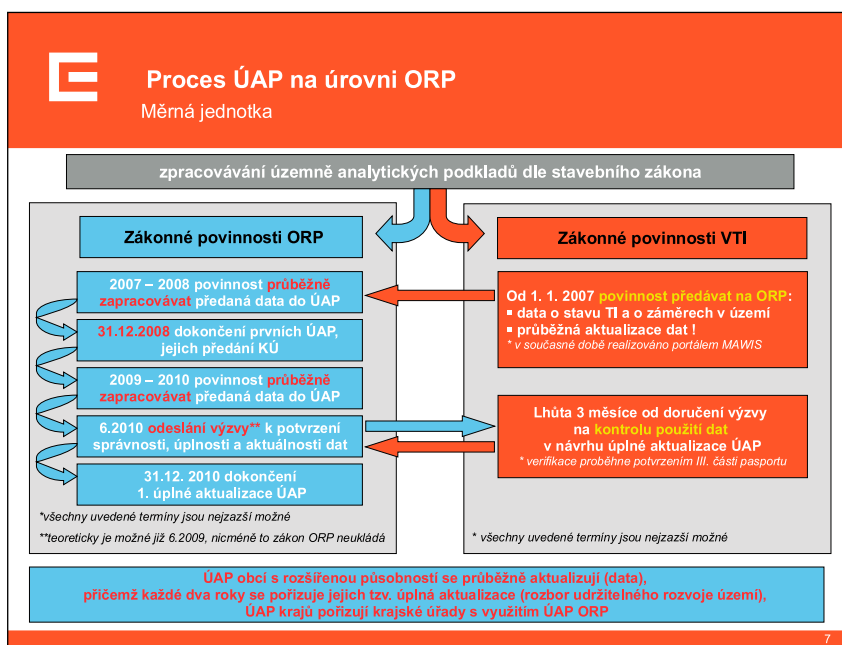 Proces ÚAP na úrovni ORP
Měrná jednotka
zpracovávání územně analytických podkladů dle stavebního zákona
Zákonné povinnosti ORP
2007 – 2008 povinnost průběžně
zapracovávat předaná data do ÚAP
31.12.2008 dokončení prvních ÚAP,
jejich předání KÚ
2009 – 2010 povinnost průběžně
zapracovávat předaná data do ÚAP
6.2010 odeslání výzvy** k potvrzení
správnosti, úplnosti a aktuálnosti dat
31.12. 2010 dokončení
1. úplné aktualizace ÚAP
*všechny uvedené termíny jsou nejzazší možné
**teoreticky je možné již 6.2009, nicméně to zákon ORP neukládá
Zákonné povinnosti VTI
Od 1. 1. 2007 povinnost předávat na ORP:
▪ data o stavu TI a o záměrech v území
▪ průběžná aktualizace dat !
* v současné době realizováno portálem MAWIS
Lhůta 3 měsíce od doručení výzvy
na kontrolu použití dat
v návrhu úplné aktualizace ÚAP
* verifikace proběhne potvrzením III. části pasportu
* všechny uvedené termíny jsou nejzazší možné
ÚAP obcí s rozšířenou působností se průběžně aktualizují (data),
přičemž každé dva roky se pořizuje jejich tzv. úplná aktualizace (rozbor udržitelného rozvoje území),
ÚAP krajů pořizují krajské úřady s využitím ÚAP ORP
7